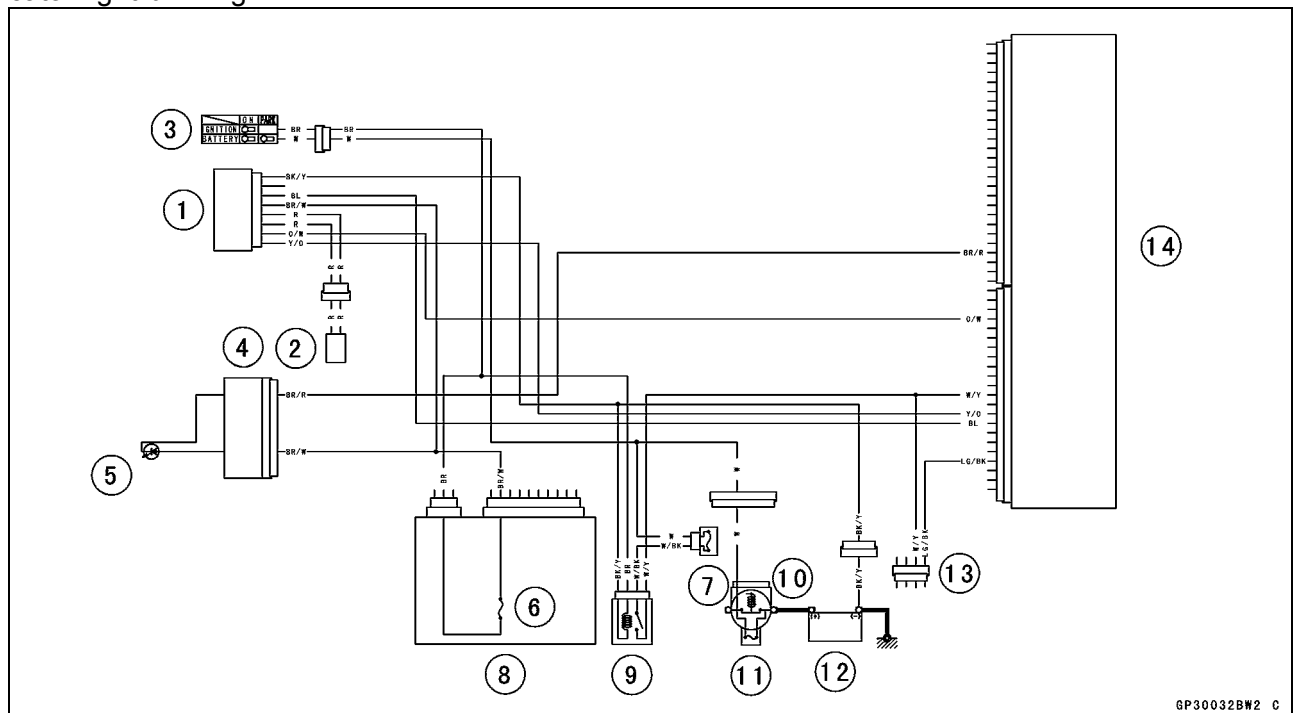 ON PARK
3 IGNITION BR BR
BATTERY W W
BK/Y
1 BL
BR/W
R
R
O/W
Y/O
R R
R R
4 2
BR/R
5 BR/W
BR BR/W
6
8
W
W/BK
BK/Y BR W/BK W/Y
9
7 10
W
W
11
BK/Y
BK/Y
(+) (-)
12
W/Y LG/BK
13
BR/R
14
O/W
W/Y
Y/O
BL
LG/BK
GP30032BW2 C